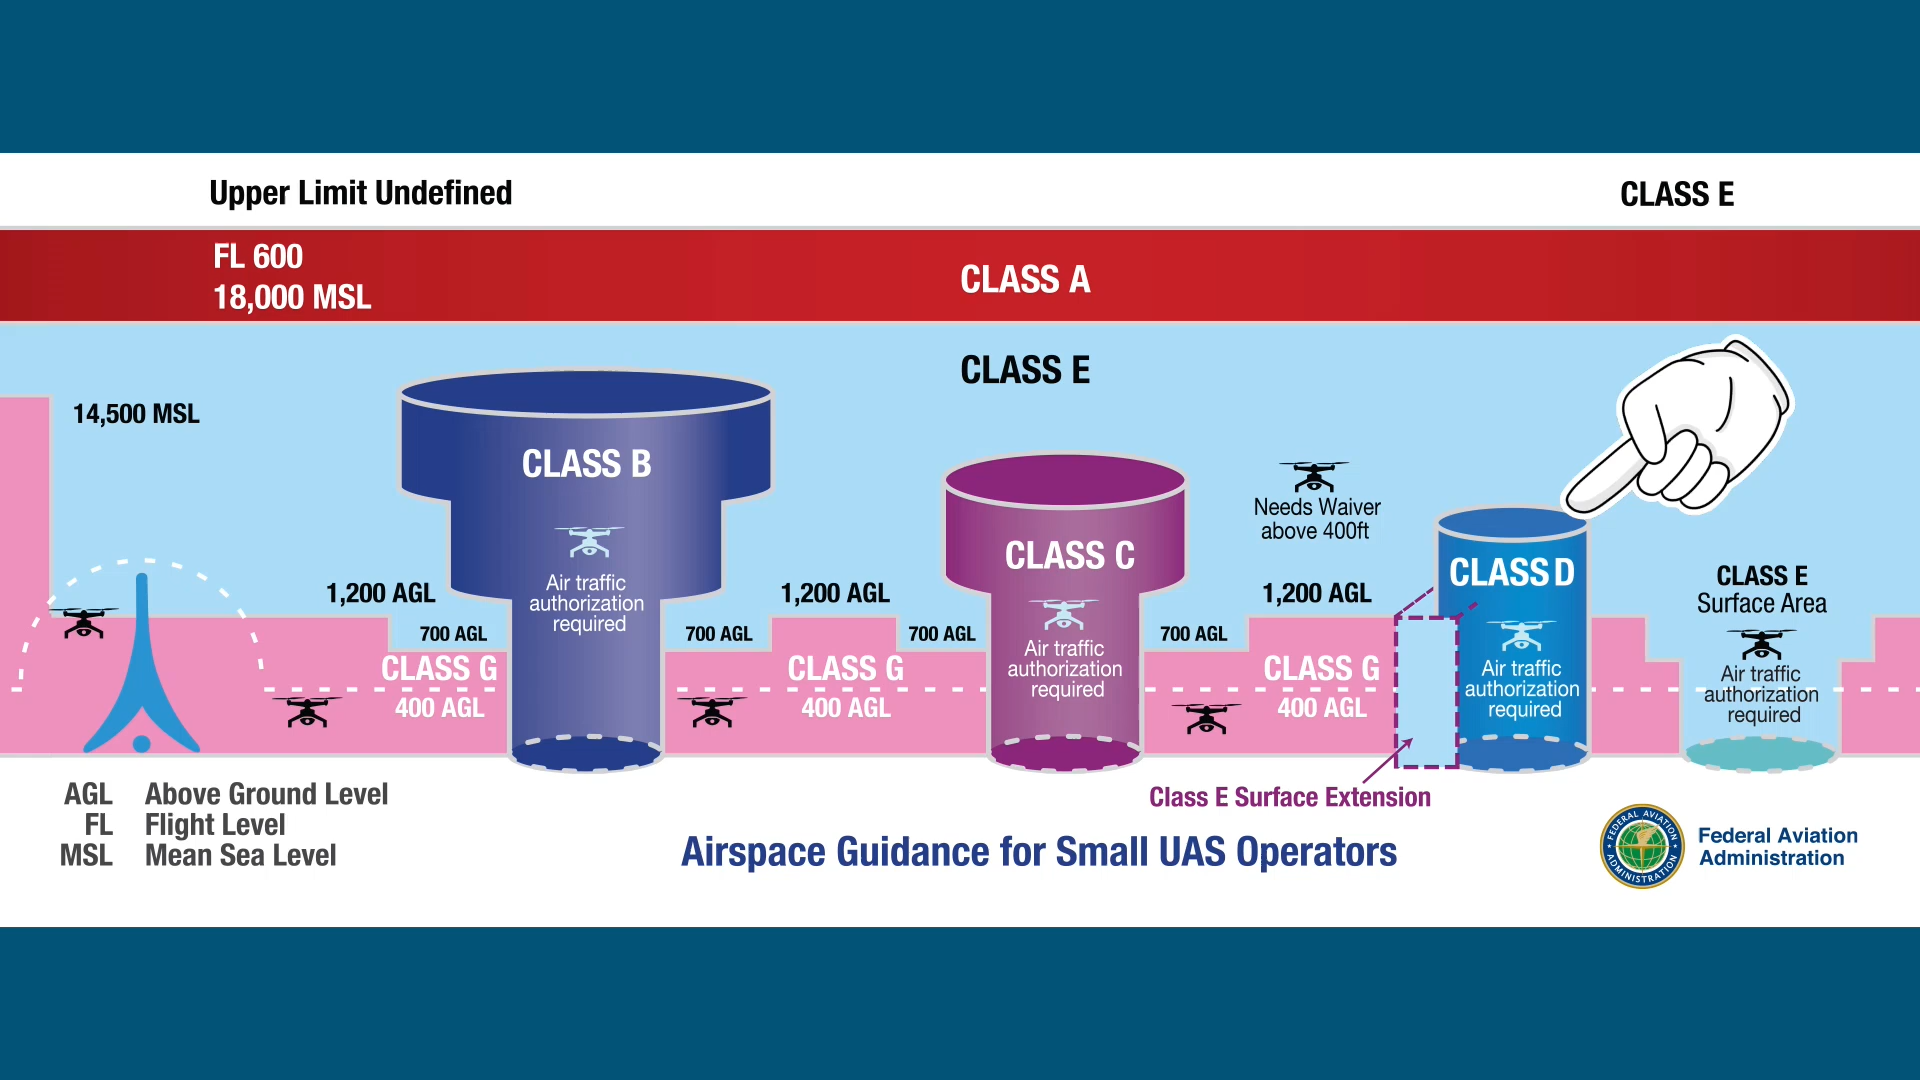 Upper Limit Undefined
CLASS E
FL 600
18,000 MSL
CLASS A
CLASS E
14,500 MSL
CLASS B
Air traffic
authorization
required
CLASS C
Air traffic
authorization
required
Needs Waiver
above 400ft
CLASS D
Air traffic
authorization
required
CLASS E
Surface Area
Air traffic
authorization
required
1,200 AGL
700 AGL
CLASS G
400 AGL
700 AGL
1,200 AGL
CLASS G
400 AGL
700 AGL
700 AGL
1,200 AGL
CLASS G
400 AGL
Class E Surface Extension
AGL Above Ground Level
FL Flight Level
MSL Mean Sea Level
Airspace Guidance for Small UAS Operators
FEDERAL AVIATION
ADMINISTRATION
Federal Aviation
Administration